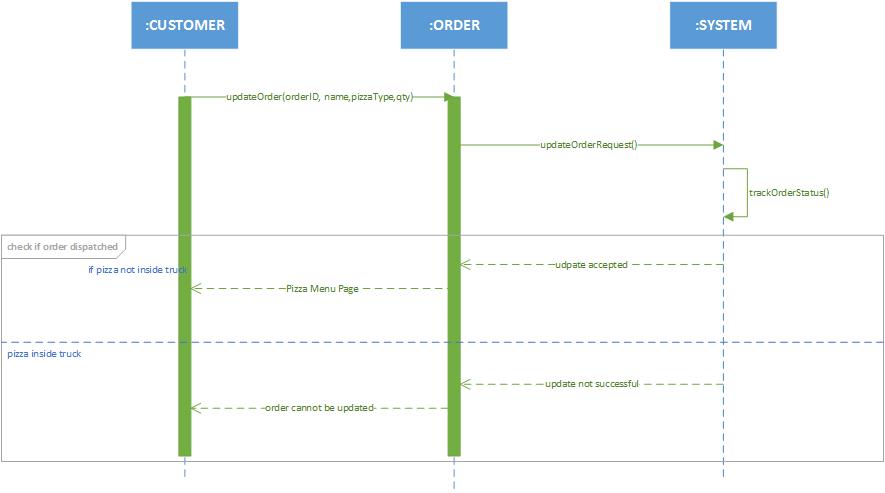 :CUSTOMER
:ORDER
:SYSTEM
updateOrder(orderID, name,pizzaType,qty)
updateOrderRequest()
trackOrderStatus()
check if order dispatched
if pizza not inside truck
udpate accepted
Pizza Menu Page
pizza inside truck
update not successful
order cannot be updated